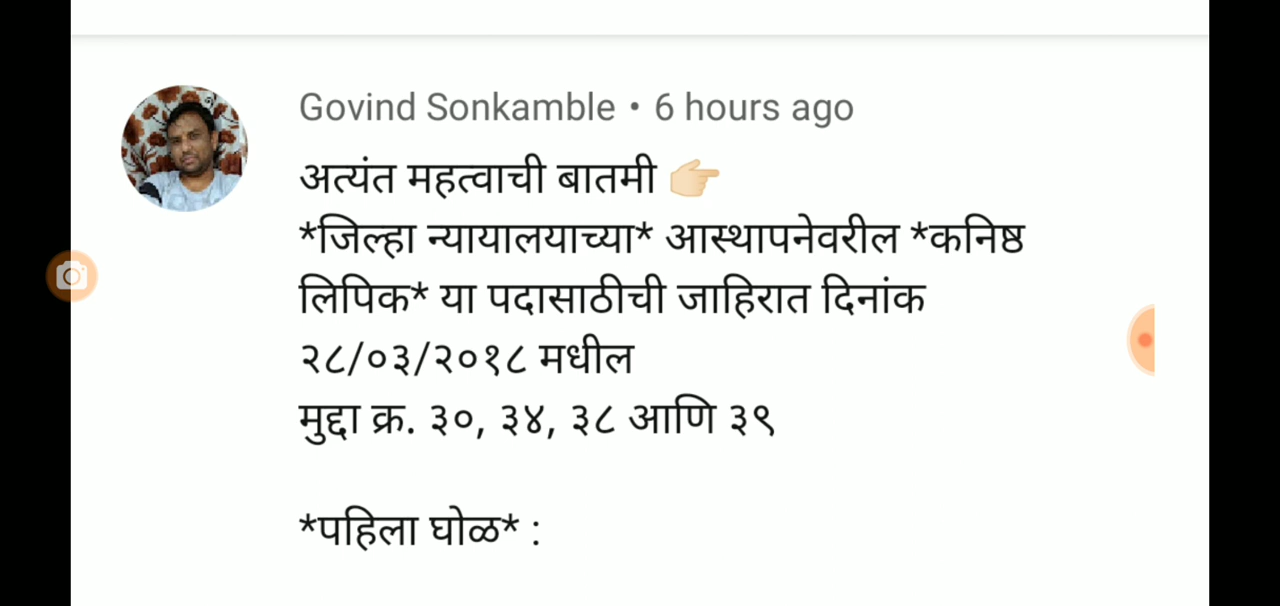 Govind Sonkamble • 6 hours ago
अत्यंत महत्वाची बातमी 👉🏻
*जिल्हा न्यायालयाच्या* आस्थापनेवरील *कनिष्ठ
लिपिक* या पदासाठीची जाहिरात दिनांक
२८/०३/२०१८ मधील
मुद्दा क्र. ३०, ३४, ३८ आणि ३९
*पहिला घोळ* :